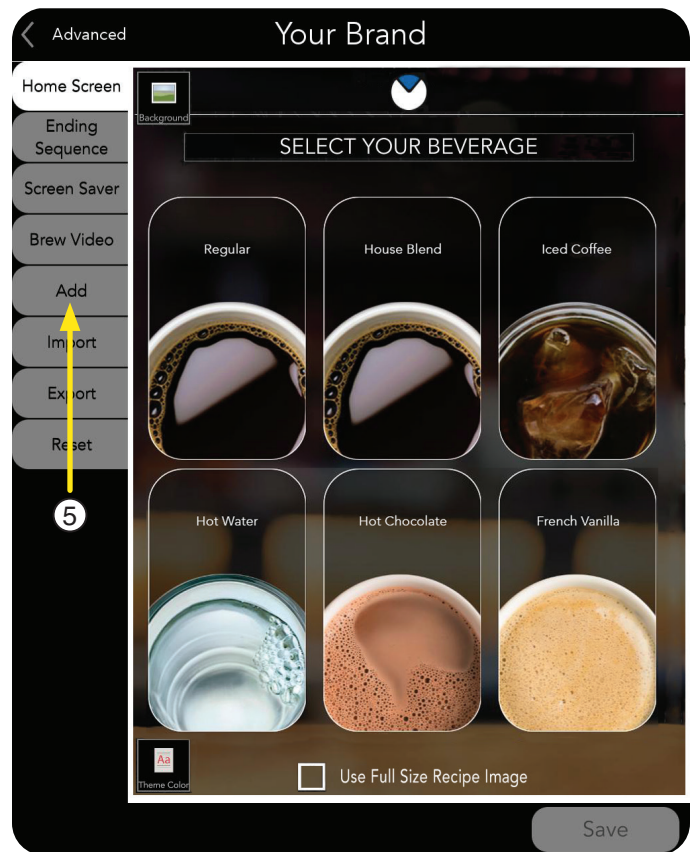 Advanced
Your Brand
Home Screen
Ending
Sequence
Screen Saver
Brew Video
Add
Import
Export
Reset
5
Background
SELECT YOUR BEVERAGE
Regular
House Blend
Iced Coffee
Hot Water
Hot Chocolate
French Vanilla
Aa
Theme Color
Use Full Size Recipe Image
Save